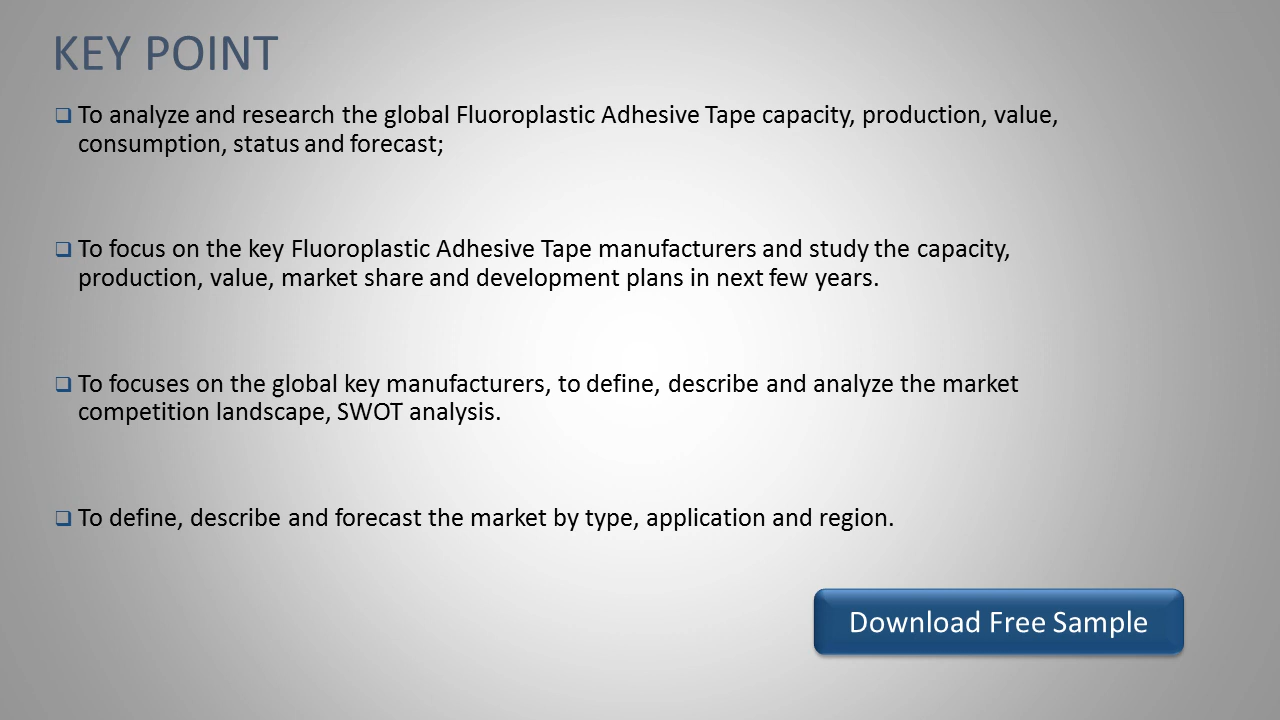 KEY POINT
❑ To analyze and research the global Fluoroplastic Adhesive Tape capacity, production, value,
consumption, status and forecast;
❑ To focus on the key Fluoroplastic Adhesive Tape manufacturers and study the capacity,
production, value, market share and development plans in next few years.
❑ To focuses on the global key manufacturers, to define, describe and analyze the market
competition landscape, SWOT analysis.
❑ To define, describe and forecast the market by type, application and region.
Download Free Sample